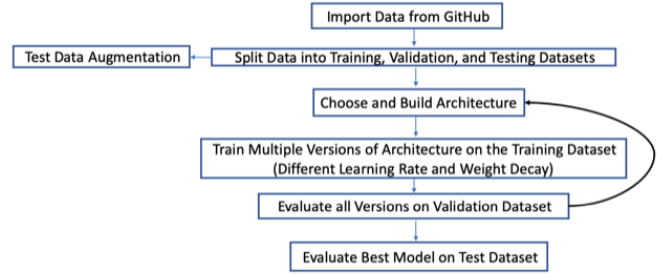 Import Data from GitHub
Test Data Augmentation
Split Data into Training, Validation, and Testing Datasets
Choose and Build Architecture
Train Multiple Versions of Architecture on the Training Dataset
(Different Learning Rate and Weight Decay)
Evaluate all Versions on Validation Dataset
Evaluate Best Model on Test Dataset